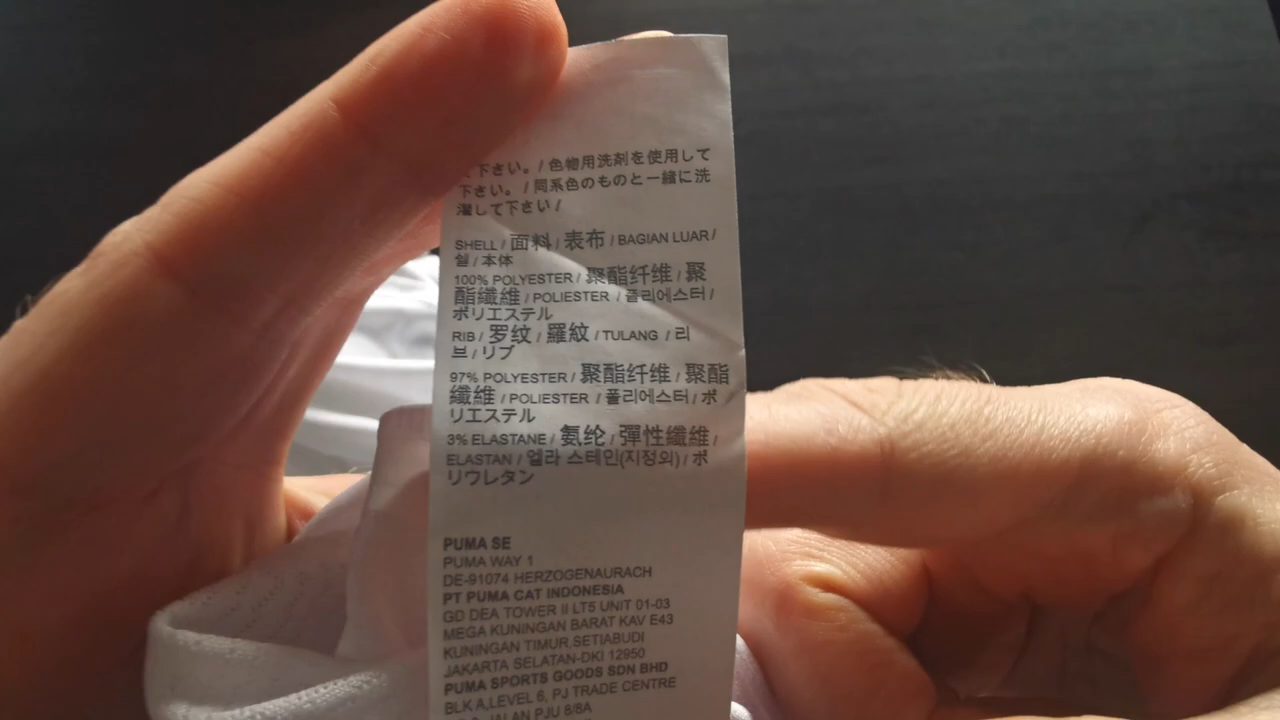 下さい。/ 色物用洗剤を使用して
下さい。/ 同系色のものと一緒に洗
濯して下さい /
SHELL / 面料 / 表布 / BAGIAN LUAR /
쉘 / 本体
100% POLYESTER / 聚酯纤维 / 聚
酯纖維 / POLIESTER / 폴리에스터 /
ポリエステル
RIB / 罗纹 / 羅紋 / TULANG / 리
브 / リブ
97% POLYESTER / 聚酯纤维 / 聚酯
纖維 / POLIESTER / 폴리에스터 / ポ
リエステル
3% ELASTANE / 氨纶 / 彈性纖維 /
ELASTAN / 엘라 스테인(지정외) / ポ
リウレタン
PUMA SE
PUMA WAY 1
DE-91074 HERZOGENAURACH
PT PUMA CAT INDONESIA
GD DEA TOWER II LT5 UNIT 01-03
MEGA KUNINGAN BARAT KAV E43
KUNINGAN TIMUR SETIABUDI
JAKARTA SELATAN-DKI 12950
PUMA SPORTS GOODS SDN BHD
BLK A,LEVEL 6, PJ TRADE CENTRE
JALAN PJU 8/8A